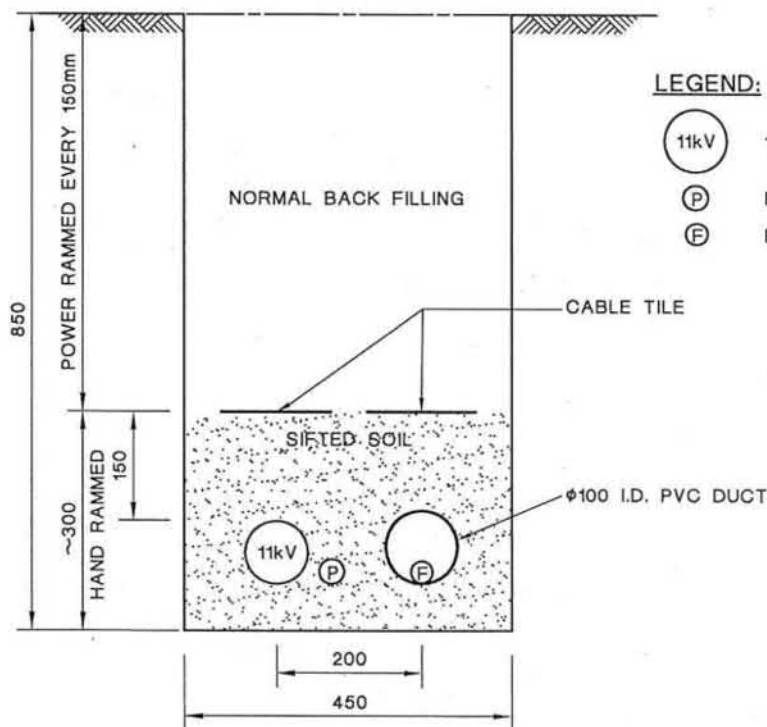 POWER RAMMED EVERY 150mm
850
NORMAL BACK FILLING
LEGEND:
11kV
P
F
CABLE TILE
SIFTED SOIL
~300
HAND RAMMED
150
φ100 I.D. PVC DUCT
11kV
P
F
200
450